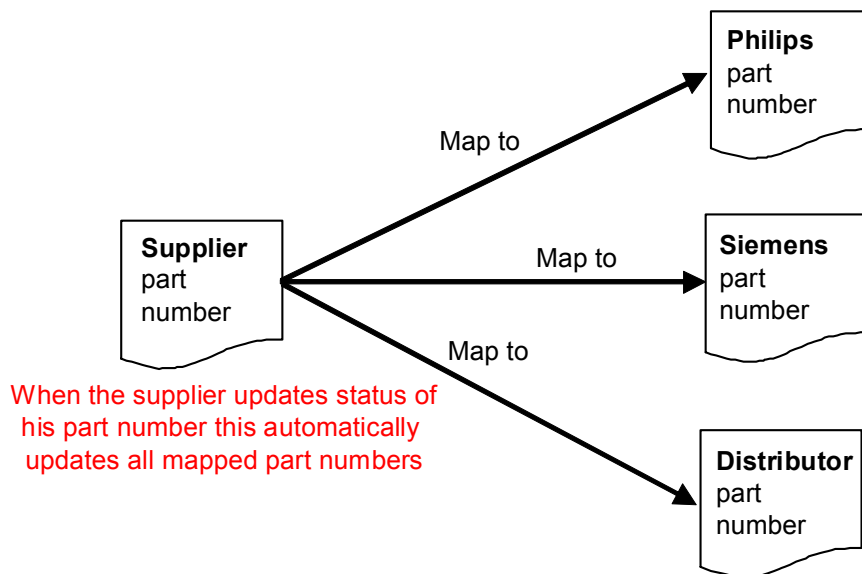 Philips
part
number
Map to
Supplier
part
number
Map to
Siemens
part
number
Map to
When the supplier updates status of
his part number this automatically
updates all mapped part numbers
Distributor
part
number